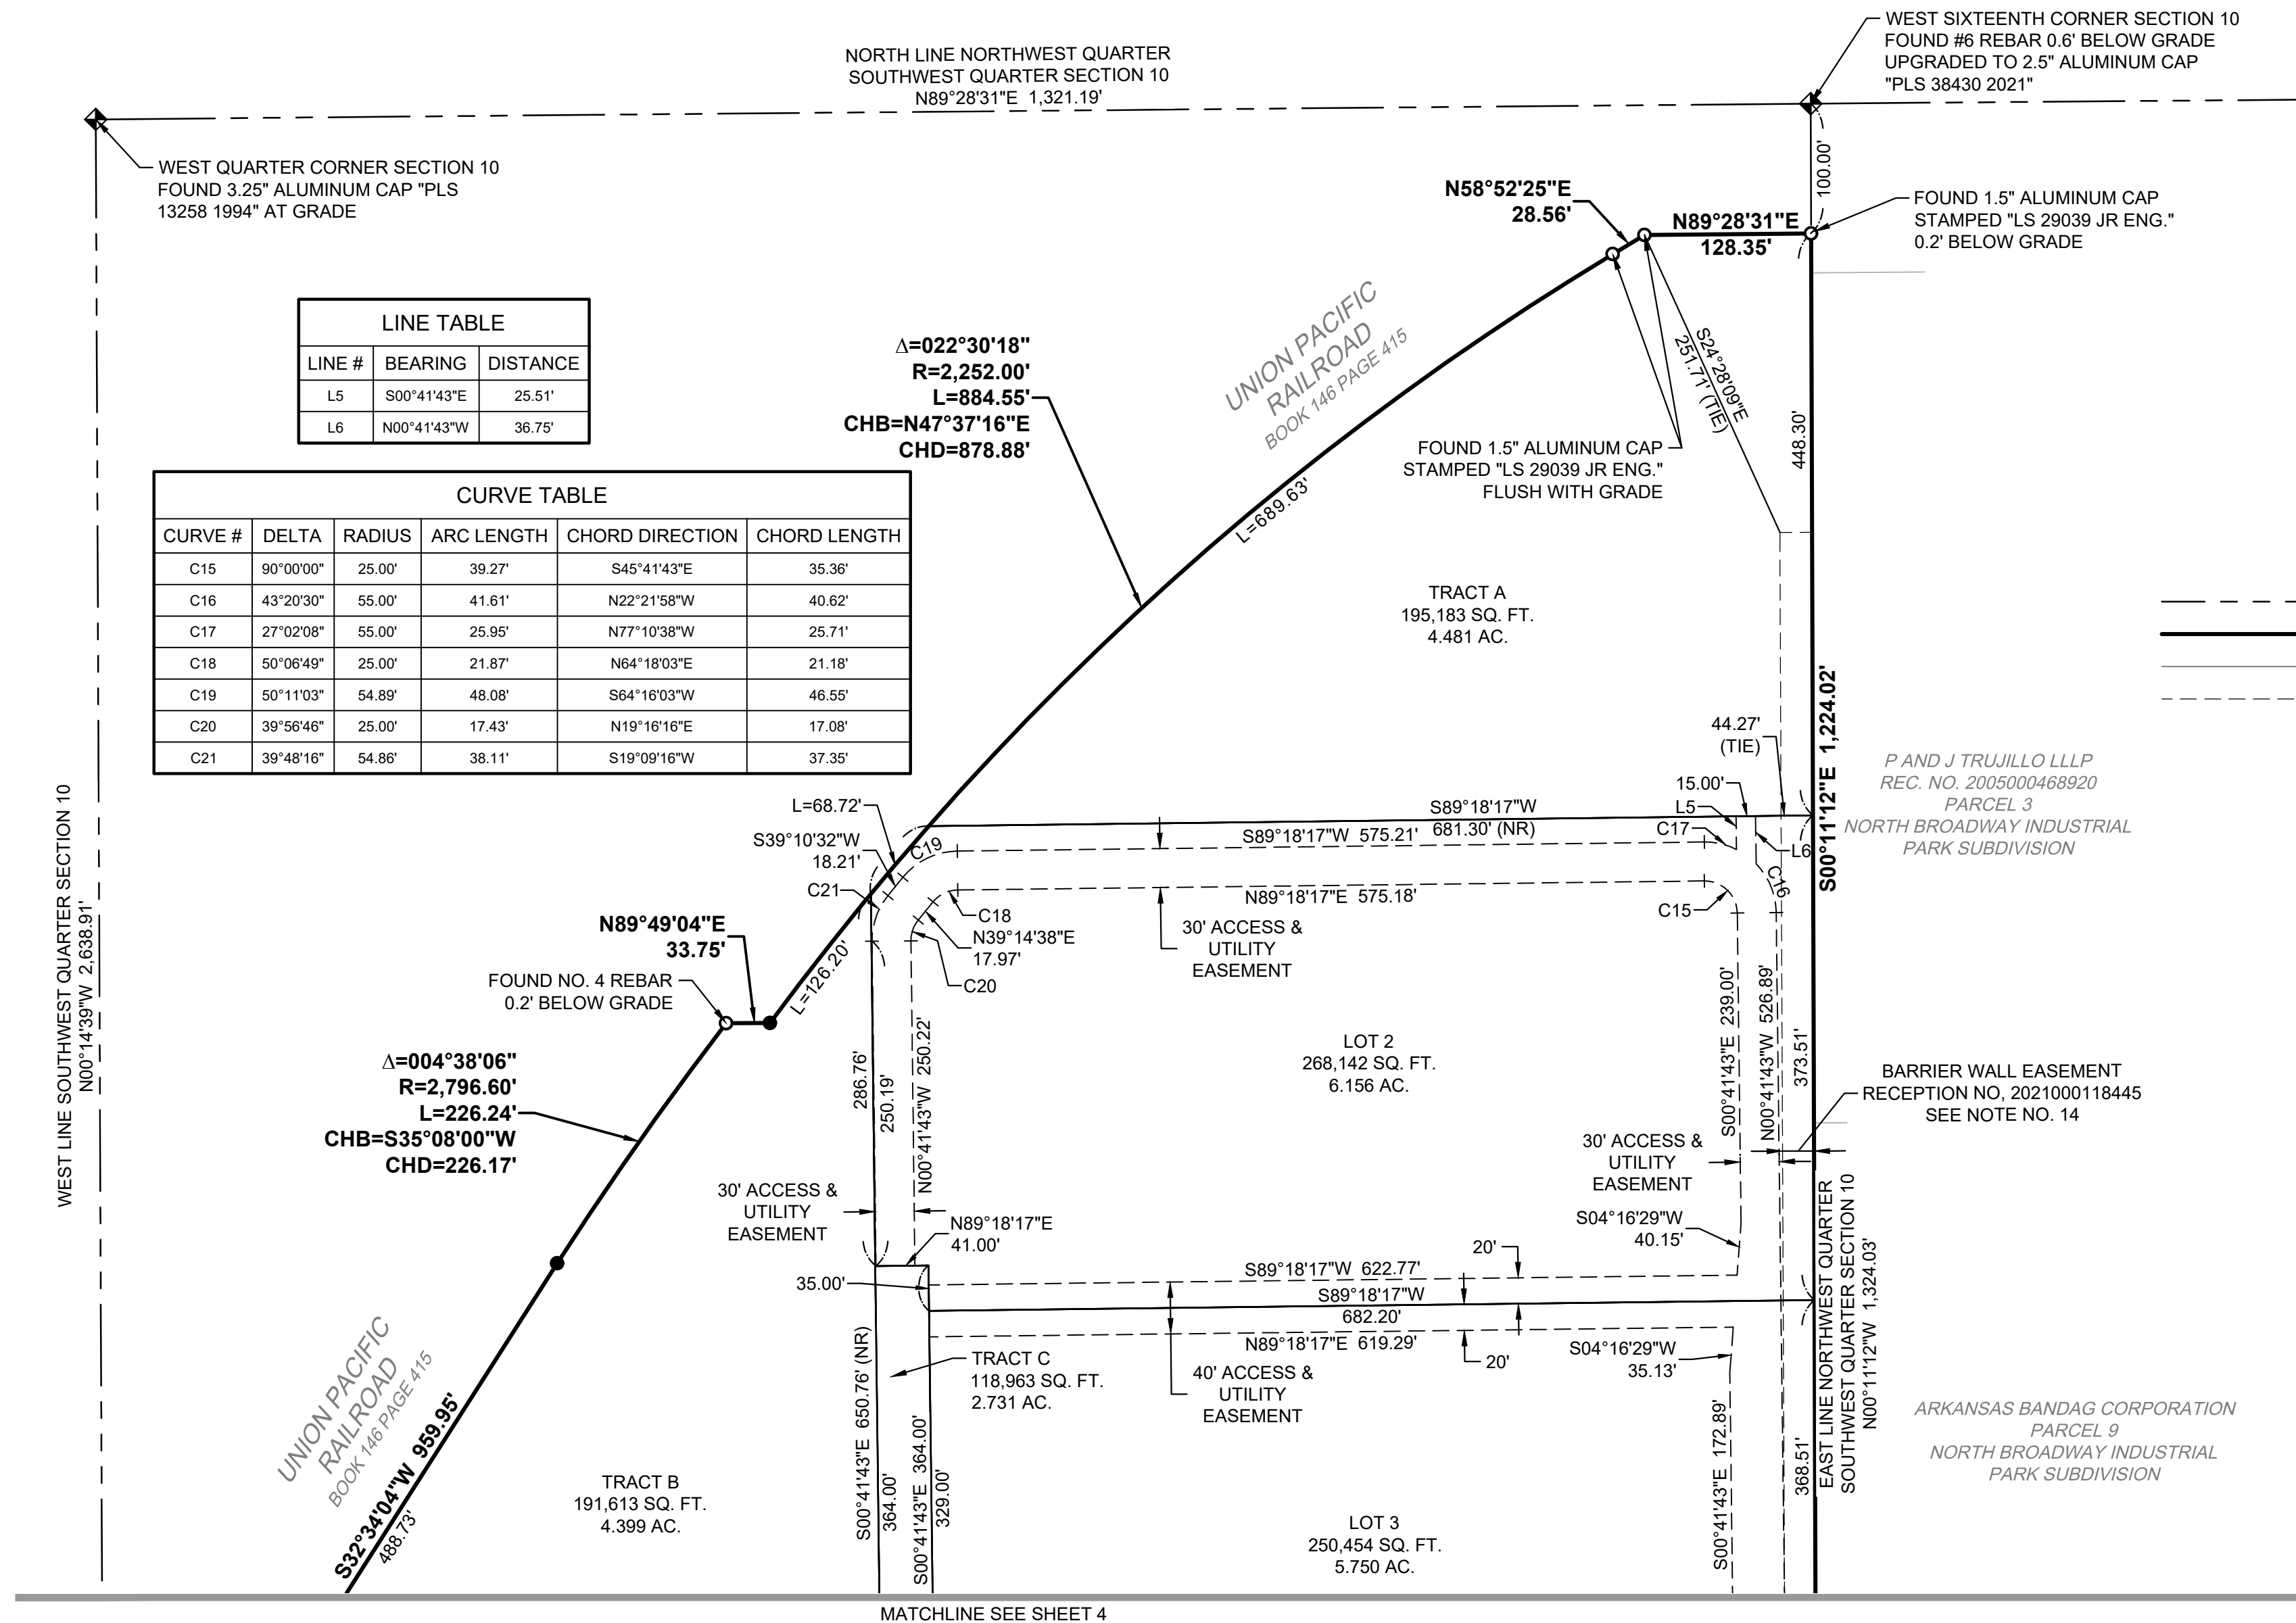 WEST SIXTEENTH CORNER SECTION 10
FOUND #6 REBAR 0.6' BELOW GRADE
UPGRADED TO 2.5" ALUMINUM CAP
"PLS 38430 2021"
NORTH LINE NORTHWEST QUARTER
SOUTHWEST QUARTER SECTION 10
N89°28'31"E 1,321.19'
WEST QUARTER CORNER SECTION 10
FOUND 3.25" ALUMINUM CAP "PLS
13258 1994" AT GRADE
100.00'
N58°52'25"E
28.56'
N89°28'31"E
128.35'
FOUND 1.5" ALUMINUM CAP
STAMPED "LS 29039 JR ENG."
0.2' BELOW GRADE
LINE TABLE
LINE # BEARING DISTANCE
L5 S00°41'43"E 25.51'
L6 N00°41'43"W 36.75'
∆=022°30'18"
R=2,252.00'
L=884.55'
CHB=N47°37'16"E
CHD=878.88'
UNION PACIFIC
RAILROAD
BOOK 146 PAGE 415
S24°28'09"E
251.71' (TIE)
448.30'
FOUND 1.5" ALUMINUM CAP
STAMPED "LS 29039 JR ENG."
FLUSH WITH GRADE
L=689.63'
CURVE TABLE
CURVE # DELTA RADIUS ARC LENGTH CHORD DIRECTION CHORD LENGTH
C15 90°00'00" 25.00' 39.27' S45°41'43"E 35.36'
C16 43°20'30" 55.00' 41.61' N22°21'58"W 40.62'
C17 27°02'08" 55.00' 25.95' N77°10'38"W 25.71'
C18 50°06'49" 25.00' 21.87' N64°18'03"E 21.18'
C19 50°11'03" 54.89' 48.08' S64°16'03"W 46.55'
C20 39°56'46" 25.00' 17.43' N19°16'16"E 17.08'
C21 39°48'16" 54.86' 38.11' S19°09'16"W 37.35'
TRACT A
195,183 SQ. FT.
4.481 AC.
S00°11'12"E 1,224.02'
44.27'
(TIE)
15.00'
L5
C17
L6
C16
C15
P AND J TRUJILLO LLLP
REC. NO. 2005000468920
PARCEL 3
NORTH BROADWAY INDUSTRIAL
PARK SUBDIVISION
L=68.72'
S39°10'32"W
18.21'
C19
C21
S89°18'17"W
681.30' (NR)
S89°18'17"W 575.21'
N89°18'17"E 575.18'
C18
N39°14'38"E
17.97'
C20
30' ACCESS &
UTILITY
EASEMENT
WEST LINE SOUTHWEST QUARTER SECTION 10
N00°14'39"W 2,638.91'
N89°49'04"E
33.75'
L=126.20'
FOUND NO. 4 REBAR
0.2' BELOW GRADE
∆=004°38'06"
R=2,796.60'
L=226.24'
CHB=S35°08'00"W
CHD=226.17'
286.76'
250.19'
N00°41'43"W 250.22'
LOT 2
268,142 SQ. FT.
6.156 AC.
S00°41'43"E 239.00'
N00°41'43"W 526.89'
373.51'
BARRIER WALL EASEMENT
RECEPTION NO, 2021000118445
SEE NOTE NO. 14
30' ACCESS &
UTILITY
EASEMENT
30' ACCESS &
UTILITY
EASEMENT
N89°18'17"E
41.00'
35.00'
S04°16'29"W
40.15'
20'
S89°18'17"W 622.77'
S89°18'17"W
682.20'
N89°18'17"E 619.29'
20'
S04°16'29"W
35.13'
EAST LINE NORTHWEST QUARTER
SOUTHWEST QUARTER SECTION 10
N00°11'12"W 1,324.03'
TRACT C
118,963 SQ. FT.
2.731 AC.
40' ACCESS &
UTILITY
EASEMENT
S00°41'43"E 650.76' (NR)
364.00'
S00°41'43"E 364.00'
329.00'
S00°41'43"E 172.89'
368.51'
ARKANSAS BANDAG CORPORATION
PARCEL 9
NORTH BROADWAY INDUSTRIAL
PARK SUBDIVISION
UNION PACIFIC
RAILROAD
BOOK 146 PAGE 415
S32°34'04"W 959.95'
488.73'
TRACT B
191,613 SQ. FT.
4.399 AC.
LOT 3
250,454 SQ. FT.
5.750 AC.
MATCHLINE SEE SHEET 4